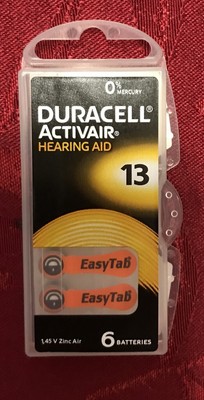 0%
MERCURY
DURACELL®
ACTIVAIR®
HEARING AID
13
EasyTab
EasyTab
1,45 V Zinc Air
6 BATTERIES